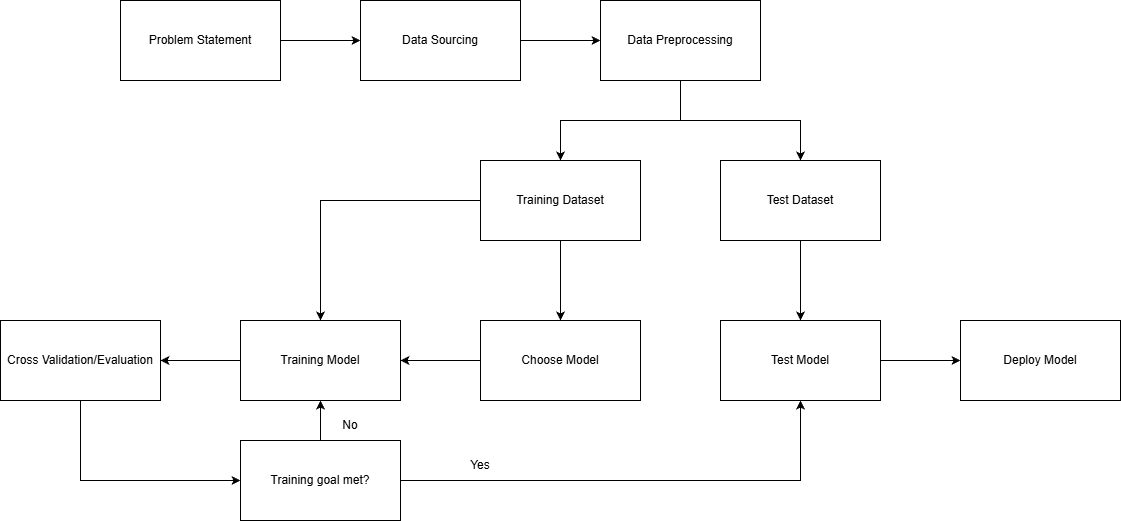 Problem Statement
Data Sourcing
Data Preprocessing
Training Dataset
Test Dataset
Cross Validation/Evaluation
Training Model
Choose Model
Test Model
Deploy Model
No
Yes
Training goal met?